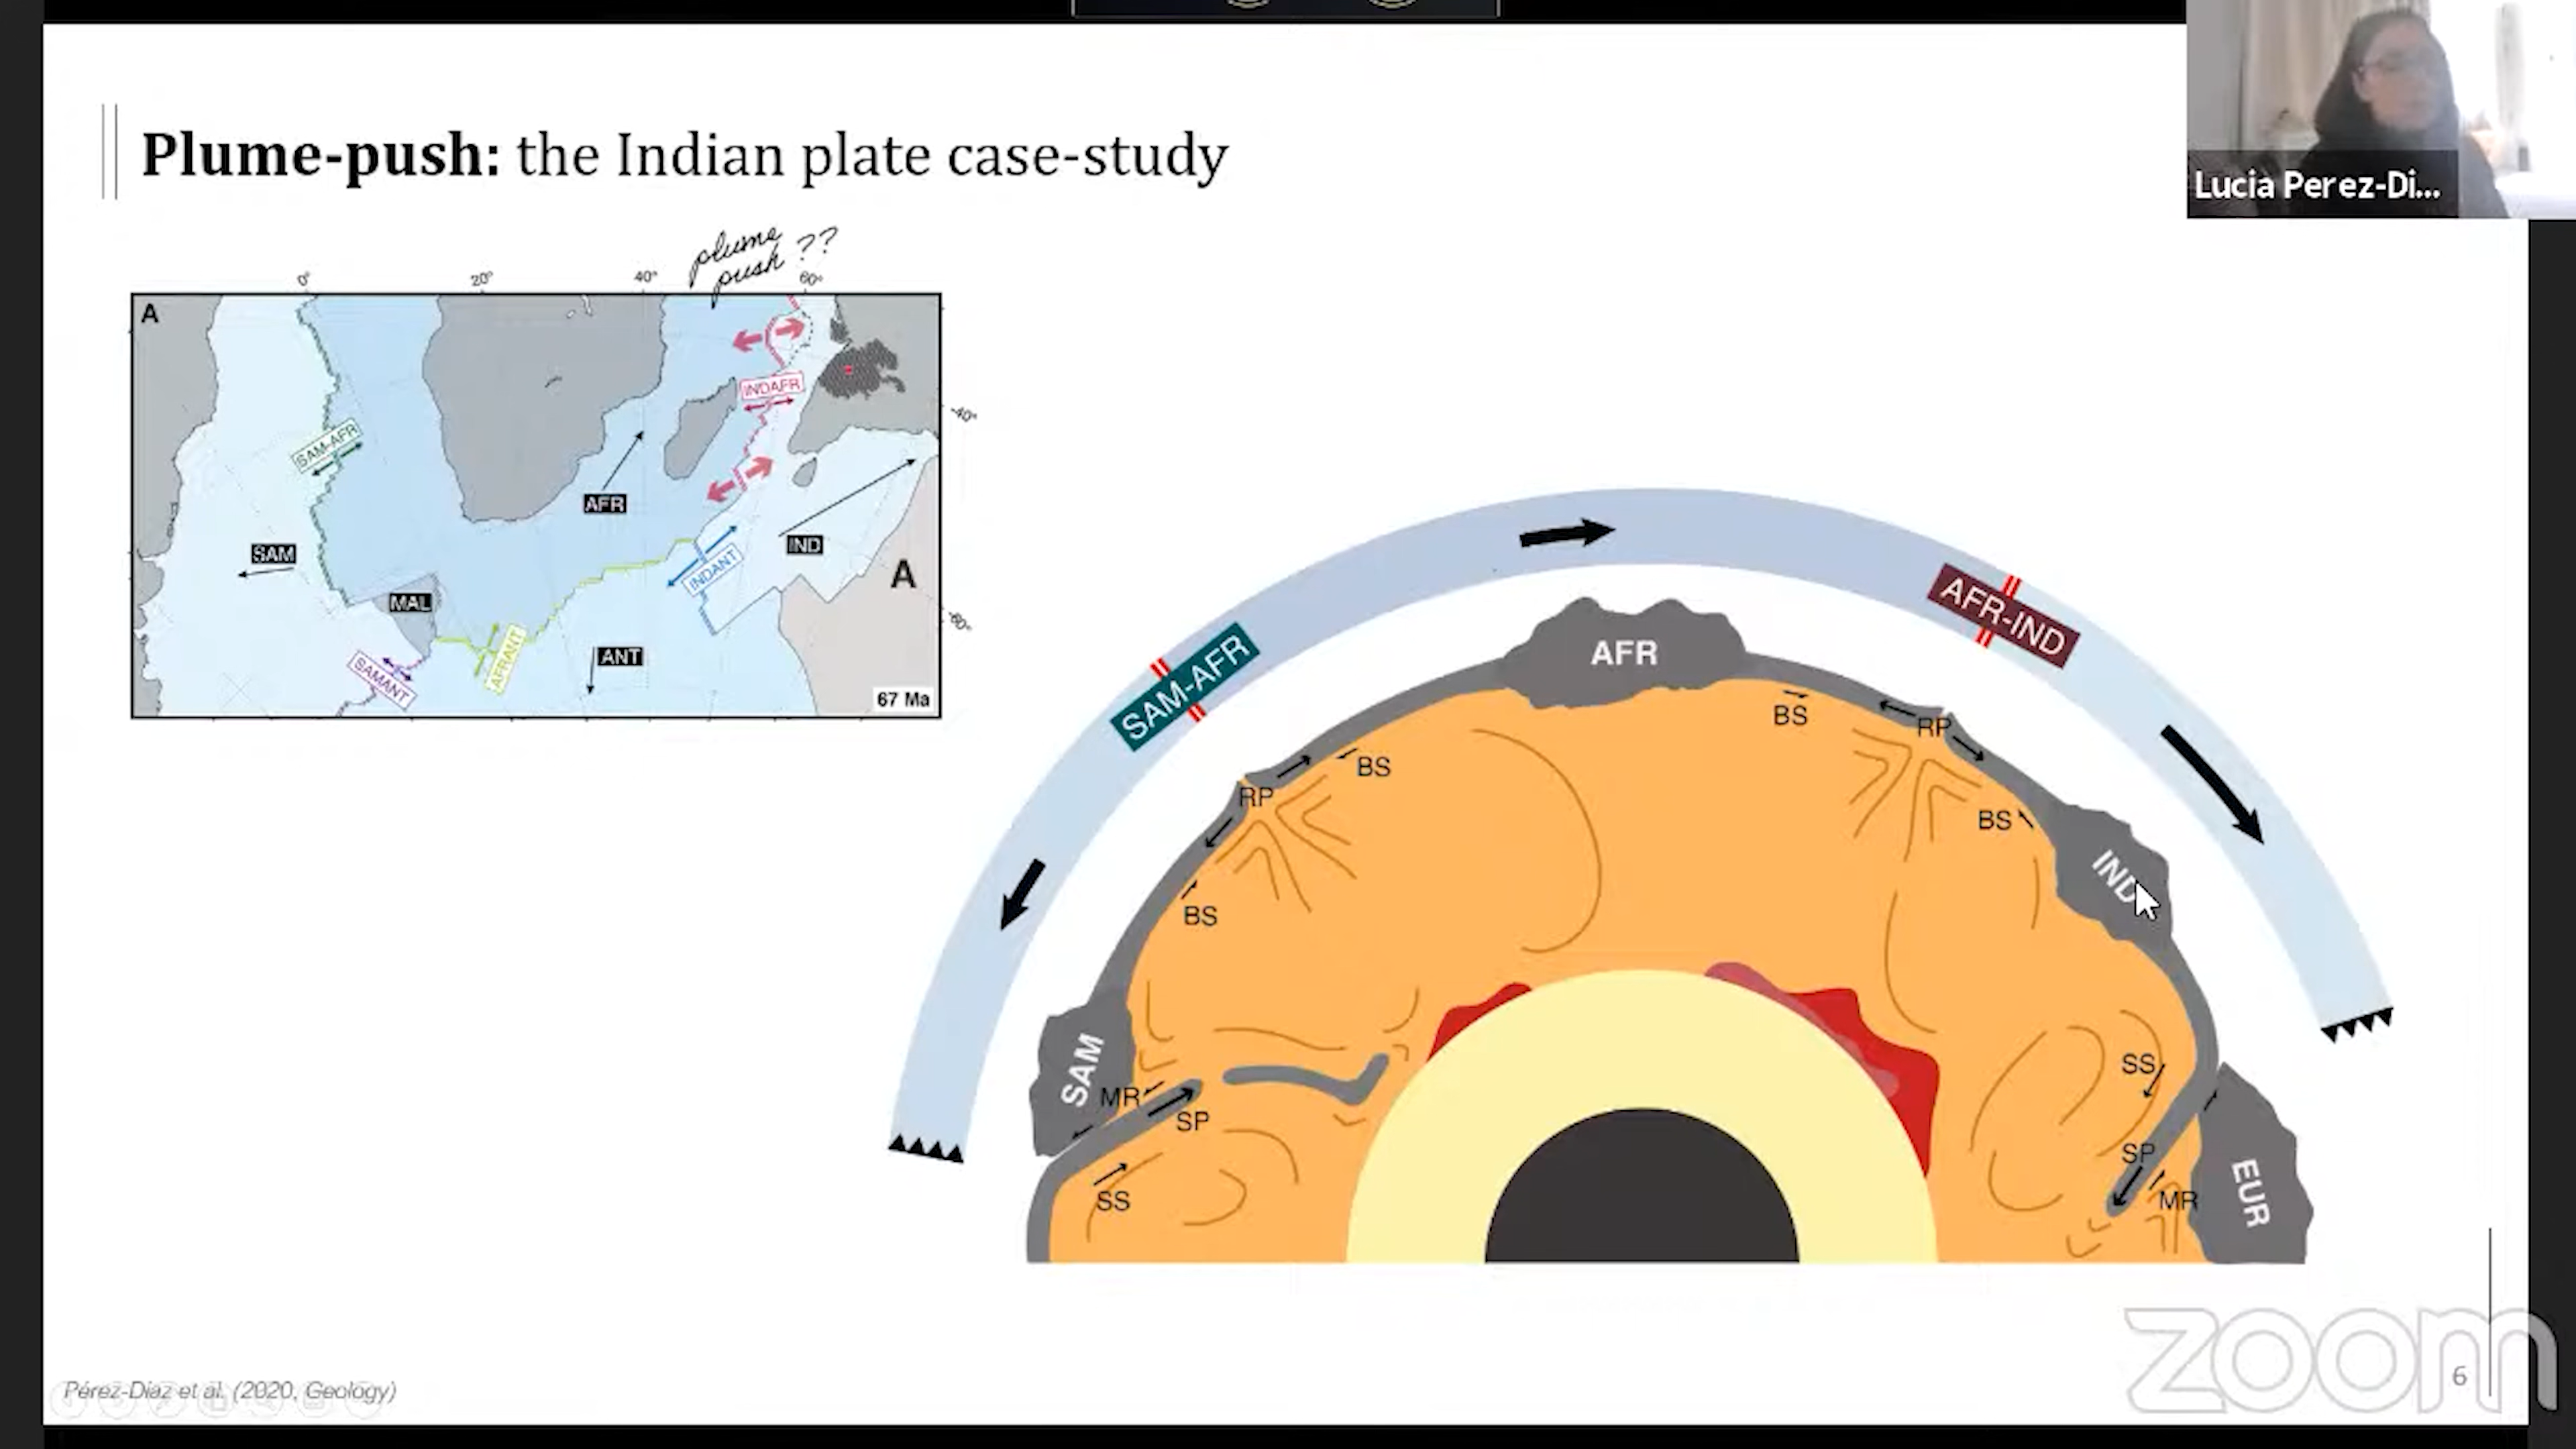 Plume-push: the Indian plate case-study
Lucia Perez-Di...
plume
push ??
0° 20° 40° 60°
A
INDAFR
-40°
SAM-AFR
AFR
SAM
IND
INDANT
A
MAL
-60°
AFRANT
ANT
SAMANT
67 Ma
AFR-IND
SAM-AFR
AFR
BS
RP
BS
RP
BS
IND
BS
SAM
SS
MR
SP
SP
SS
MR
EUR
zoom
6
Pérez-Díaz et al. (2020, Geology)